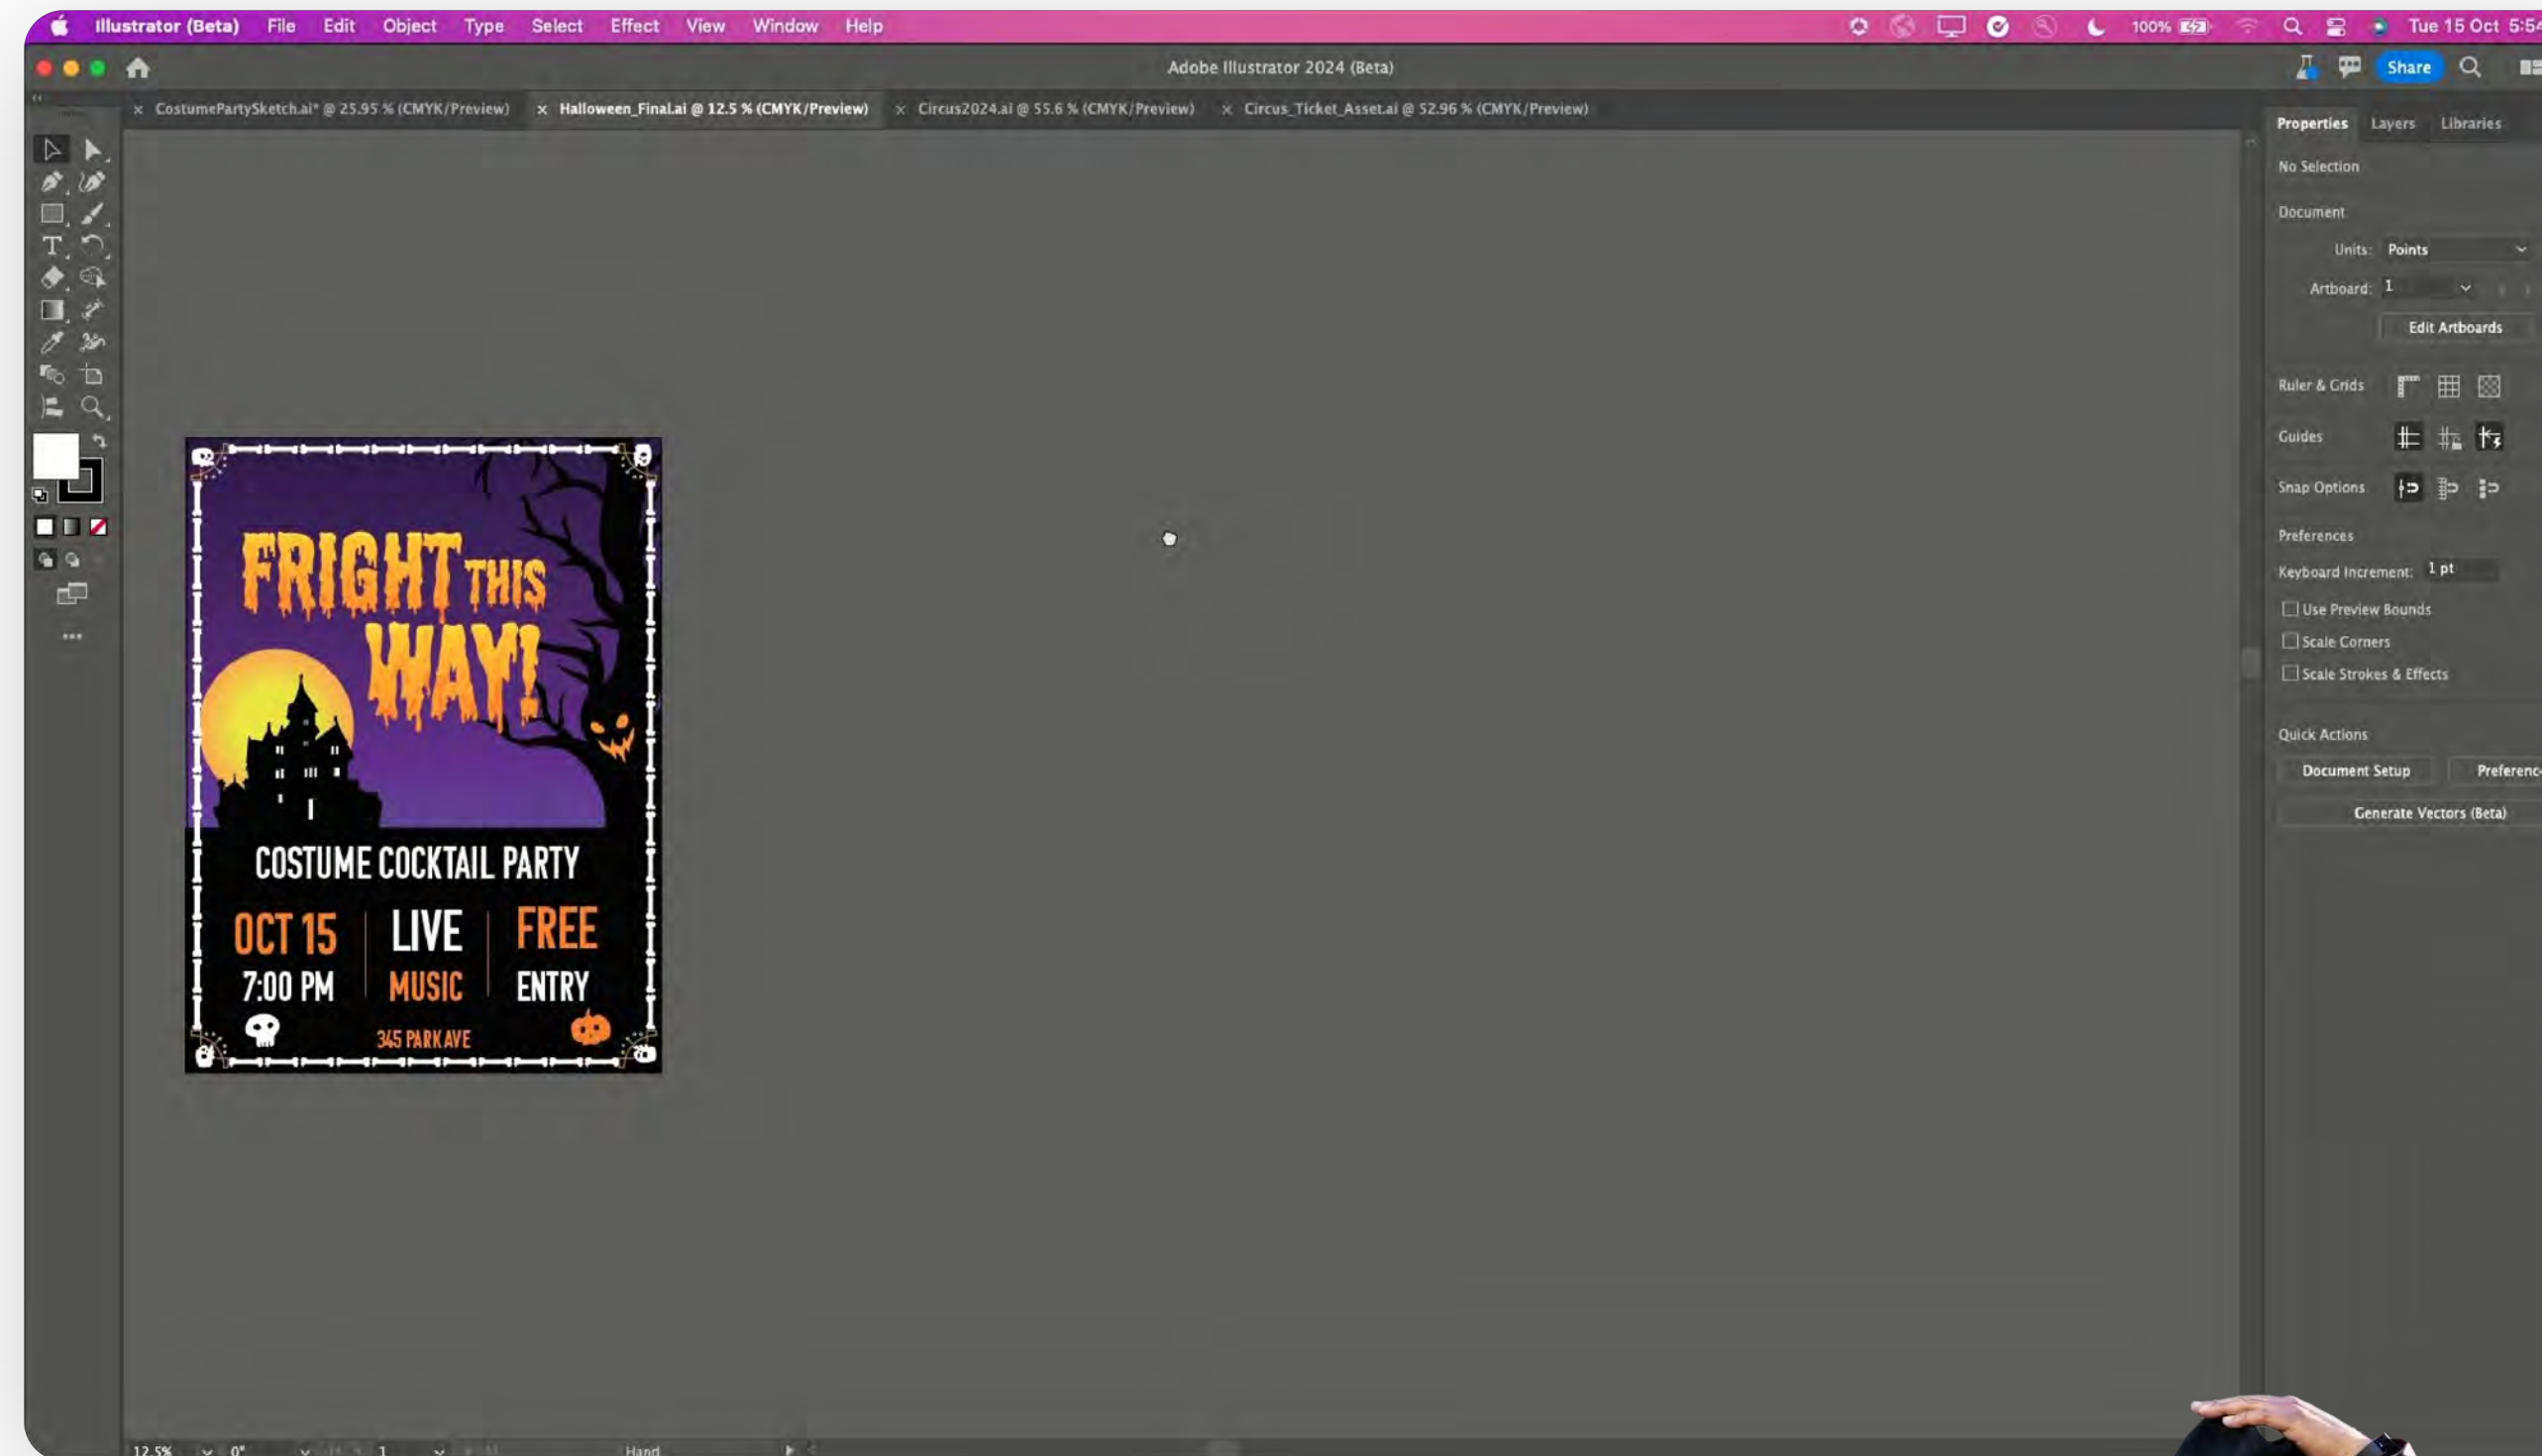 Illustrator (Beta) File Edit Object Type Select Effect View Window Help 100% Tue 15 Oct 5:54
Adobe Illustrator 2024 (Beta) Share
× CostumePartySketch.ai* @ 25.95 % (CMYK/Preview) × Halloween_Final.ai @ 12.5 % (CMYK/Preview) × Circus2024.ai @ 55.6 % (CMYK/Preview) × Circus_Ticket_Asset.ai @ 52.96 % (CMYK/Preview)
FRIGHT THIS
WAY!
COSTUME COCKTAIL PARTY
OCT 15 LIVE FREE
7:00 PM MUSIC ENTRY
345 PARK AVE
Properties Layers Libraries
No Selection
Document
Units: Points
Artboard: 1
Edit Artboards
Ruler & Grids
Guides
Snap Options
Preferences
Keyboard Increment: 1 pt
Use Preview Bounds
Scale Corners
Scale Strokes & Effects
Quick Actions
Document Setup Preferenc
Generate Vectors (Beta)
12.5% 0° 1 Hand